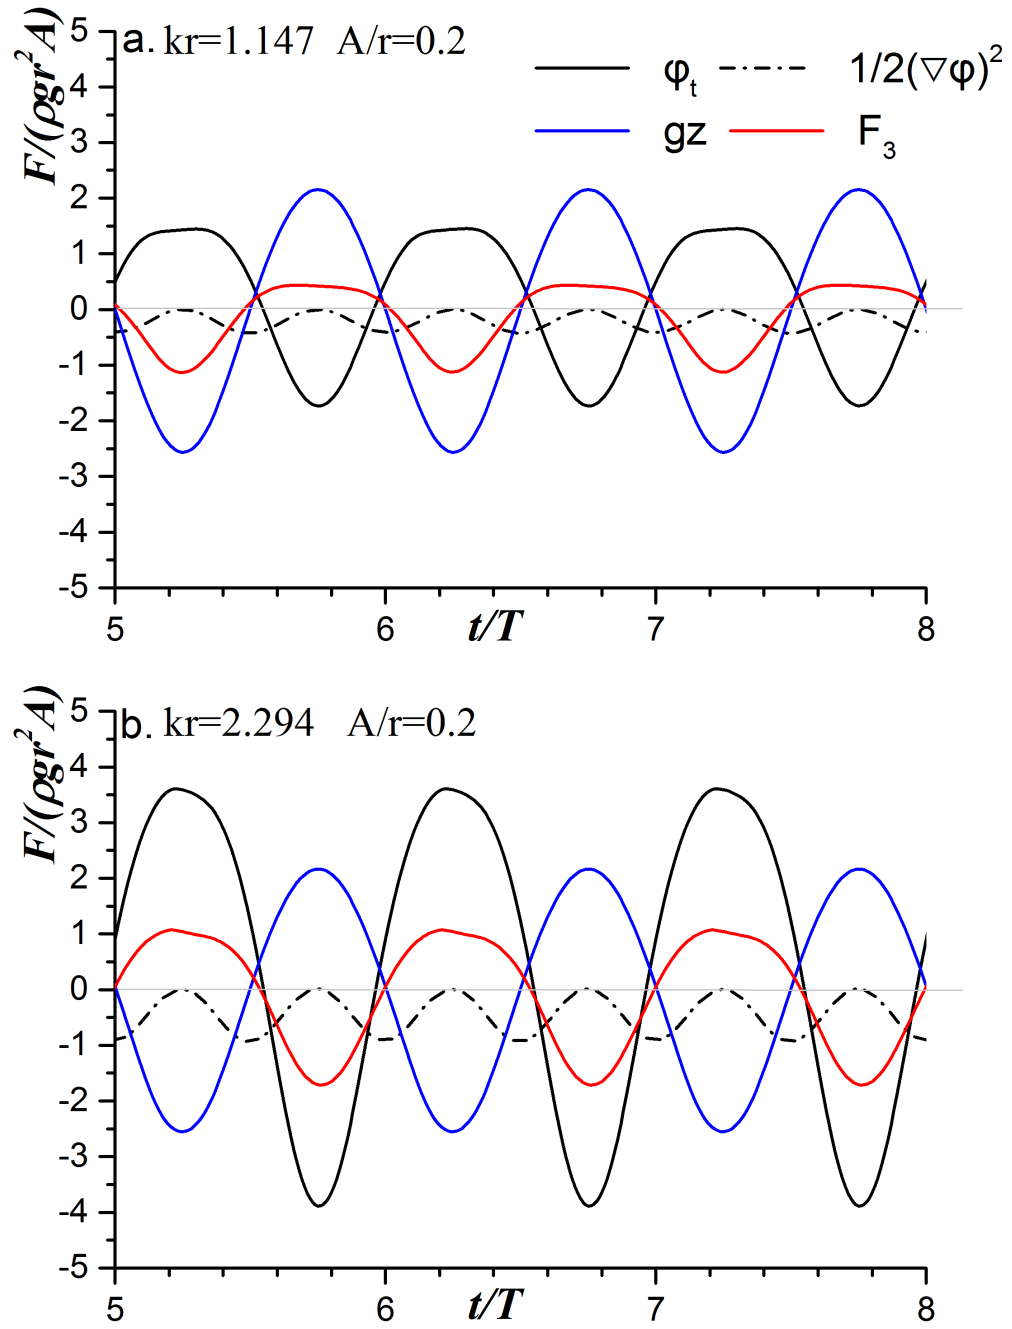 a. kr=1.147 A/r=0.2
φt 1/2(▽φ)²
gz F₃
F/(ρgr²A)
5
4
3
2
1
0
-1
-2
-3
-4
-5
5 6 7 8
t/T
b. kr=2.294 A/r=0.2
F/(ρgr²A)
5
4
3
2
1
0
-1
-2
-3
-4
-5
5 6 7 8
t/T